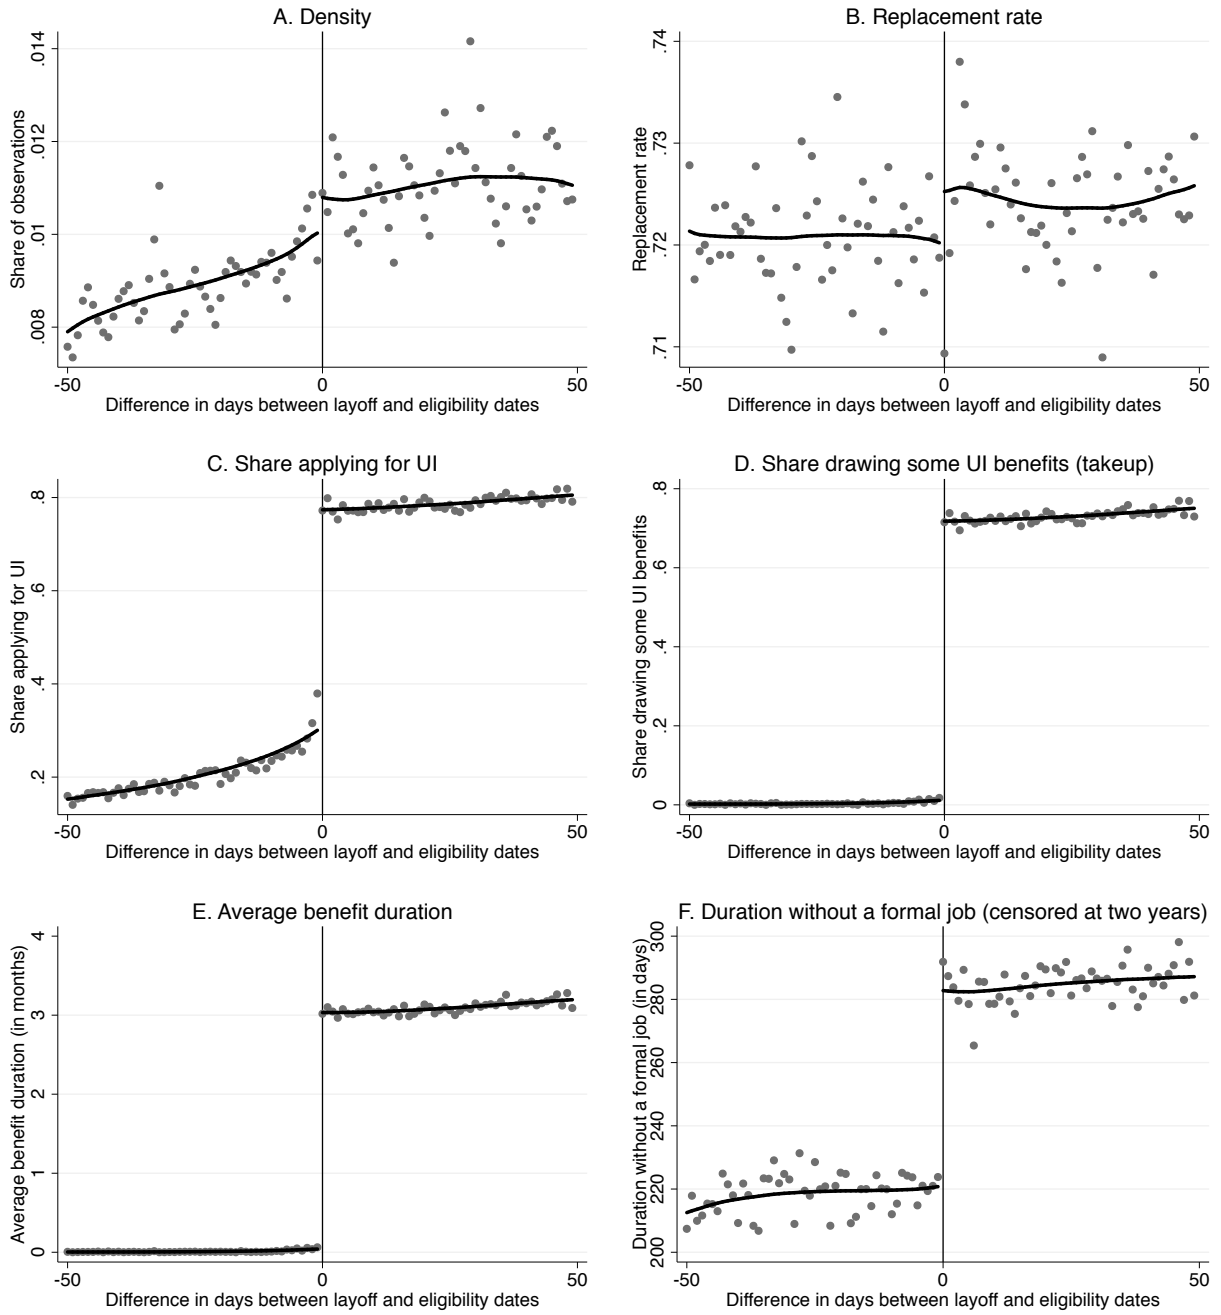 A. Density
.014
.012
.01
.008
Share of observations
-50 0 50
Difference in days between layoff and eligibility dates
B. Replacement rate
.74
.73
.72
.71
Replacement rate
-50 0 50
Difference in days between layoff and eligibility dates
C. Share applying for UI
.8
.6
.4
.2
Share applying for UI
-50 0 50
Difference in days between layoff and eligibility dates
D. Share drawing some UI benefits (takeup)
.8
.6
.4
.2
0
Share drawing some UI benefits
-50 0 50
Difference in days between layoff and eligibility dates
E. Average benefit duration
4
3
2
1
0
Average benefit duration (in months)
-50 0 50
Difference in days between layoff and eligibility dates
F. Duration without a formal job (censored at two years)
300
280
260
240
220
200
Duration without a formal job (in days)
-50 0 50
Difference in days between layoff and eligibility dates